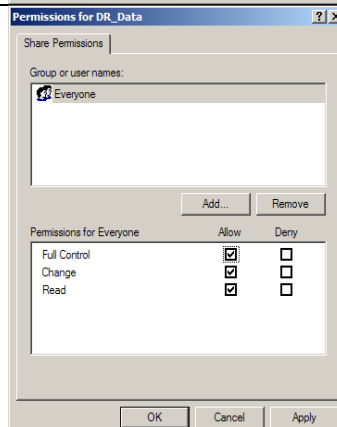 Permissions for DR_Data
Share Permissions
Group or user names:
Everyone
Add... Remove
Permissions for Everyone Allow Deny
Full Control
Change
Read
OK Cancel Apply